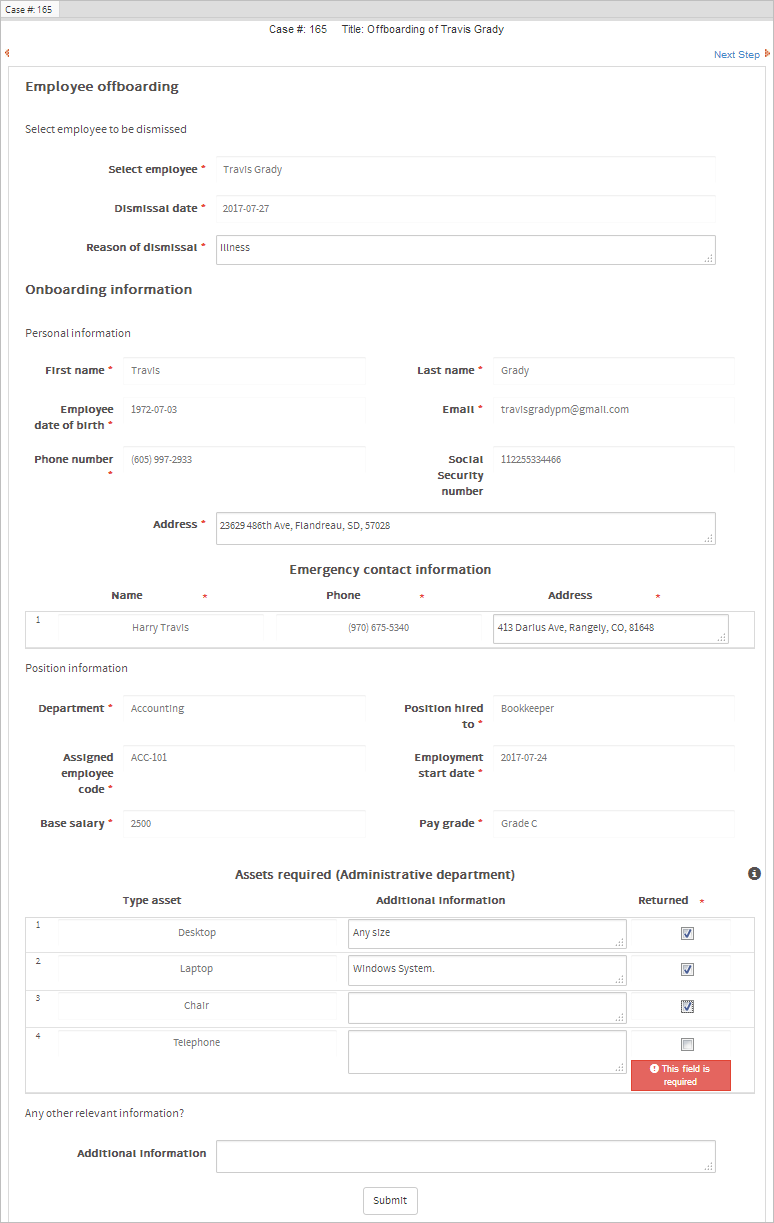 Case #: 165
Case #: 165 Title: Offboarding of Travis Grady
Next Step
Employee offboarding
Select employee to be dismissed
Select employee * Travis Grady
Dismissal date * 2017-07-27
Reason of dismissal * Illness
Onboarding information
Personal information
First name * Travis
Last name * Grady
Employee
date of birth * 1972-07-03
Email * travisgradypm@gmail.com
Phone number
* (605) 997-2933
Social
Security
number 112255334466
Address * 23629 486th Ave, Flandreau, SD, 57028
Emergency contact information
Name * Phone * Address *
1 Harry Travis (970) 675-5340 413 Darius Ave, Rangely, CO, 81648
Position information
Department * Accounting
Position hired
to * Bookkeeper
Assigned
employee
code * ACC-101
Employment
start date * 2017-07-24
Base salary * 2500
Pay grade * Grade C
Assets required (Administrative department)
Type asset Additional Information Returned *
1 Desktop Any size
2 Laptop Windows System.
3 Chair
4 Telephone
This field is
required
Any other relevant information?
Additional Information
Submit